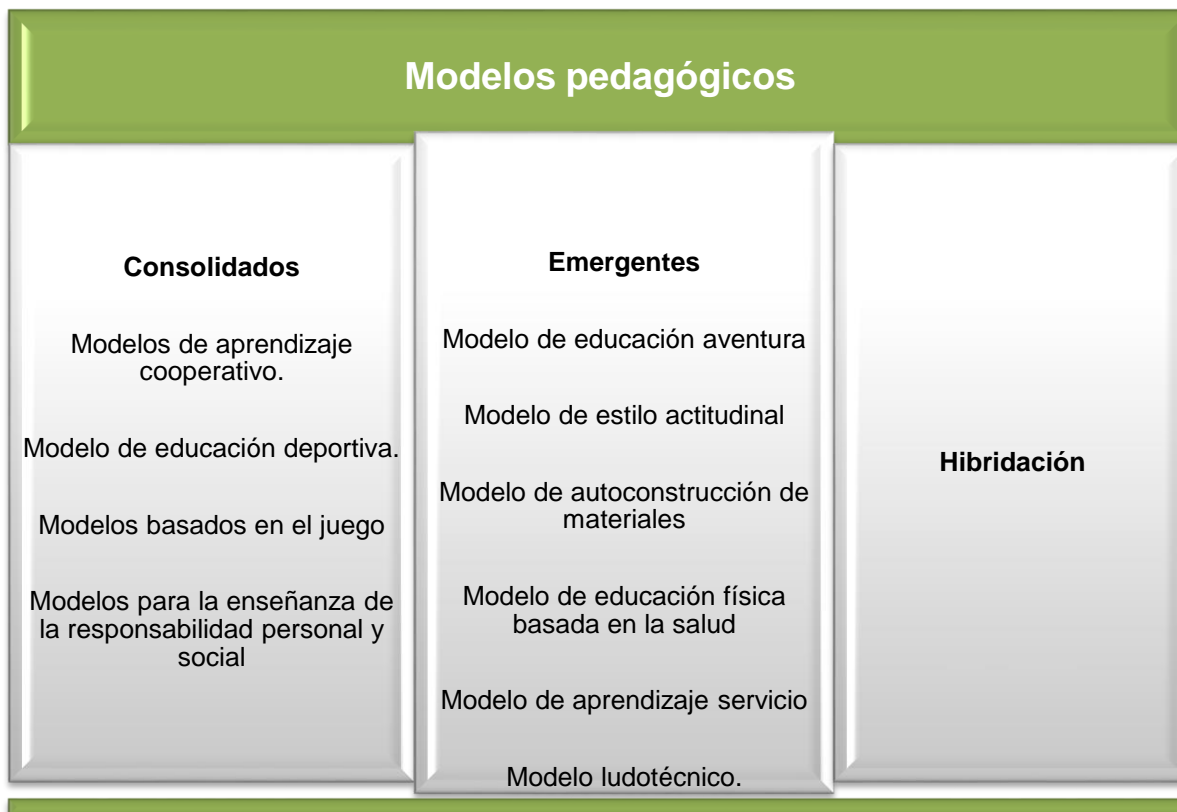 Modelos pedagógicos
Consolidados
Modelos de aprendizaje
cooperativo.
Modelo de educación deportiva.
Modelos basados en el juego
Modelos para la enseñanza de
la responsabilidad personal y
social
Emergentes
Modelo de educación aventura
Modelo de estilo actitudinal
Modelo de autoconstrucción de
materiales
Modelo de educación física
basada en la salud
Modelo de aprendizaje servicio
Modelo ludotécnico.
Hibridación